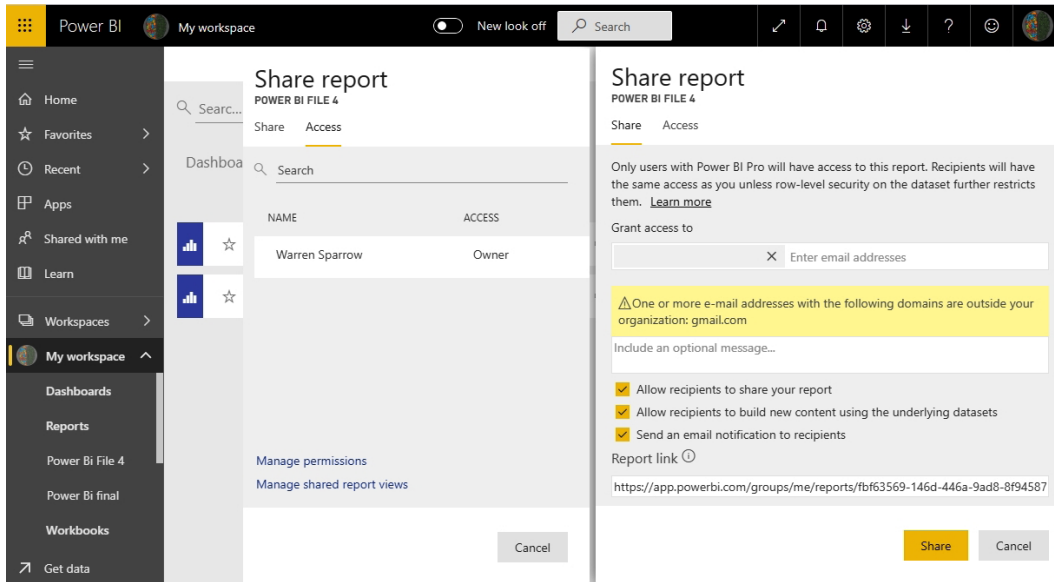 Power BI
My workspace
New look off
Search
Home
Favorites
Recent
Apps
Shared with me
Learn
Workspaces
My workspace
Dashboards
Reports
Power Bi File 4
Power Bi final
Workbooks
Get data
Searc...
Dashboa
Share report
POWER BI FILE 4
Share Access
Search
NAME ACCESS
Warren Sparrow Owner
Manage permissions
Manage shared report views
Cancel
Share report
POWER BI FILE 4
Share Access
Only users with Power BI Pro will have access to this report. Recipients will have
the same access as you unless row-level security on the dataset further restricts
them. Learn more
Grant access to
Enter email addresses
One or more e-mail addresses with the following domains are outside your
organization: gmail.com
Include an optional message...
Allow recipients to share your report
Allow recipients to build new content using the underlying datasets
Send an email notification to recipients
Report link
https://app.powerbi.com/groups/me/reports/fbf63569-146d-446a-9ad8-8f94587
Share Cancel